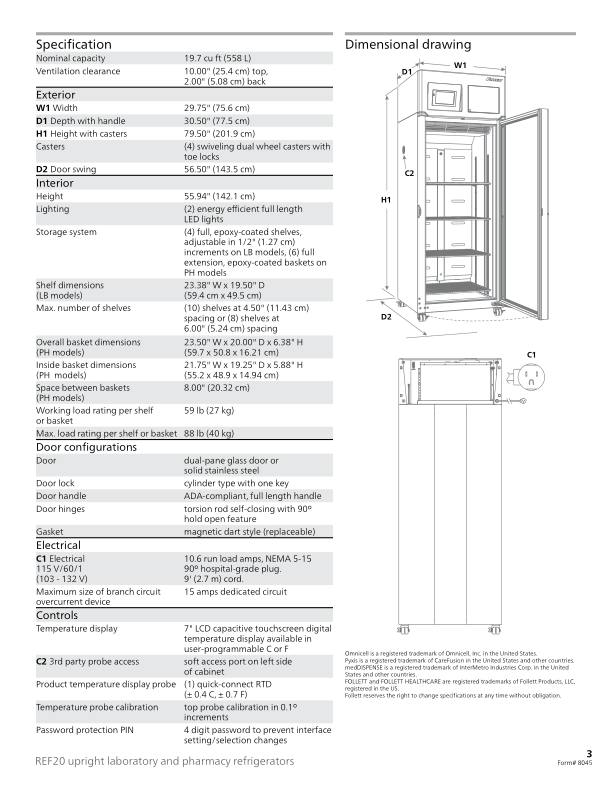 Specification
Nominal capacity 19.7 cu ft (558 L)
Ventilation clearance 10.00" (25.4 cm) top,
2.00" (5.08 cm) back
Exterior
W1 Width 29.75" (75.6 cm)
D1 Depth with handle 30.50" (77.5 cm)
H1 Height with casters 79.50" (201.9 cm)
Casters (4) swiveling dual wheel casters with
toe locks
D2 Door swing 56.50" (143.5 cm)
Interior
Height 55.94" (142.1 cm)
Lighting (2) energy efficient full length
LED lights
Storage system (4) full, epoxy-coated shelves,
adjustable in 1/2" (1.27 cm)
increments on LB models, (6) full
extension, epoxy-coated baskets on
PH models
Shelf dimensions 23.38" W x 19.50" D
(LB models) (59.4 cm x 49.5 cm)
Max. number of shelves (10) shelves at 4.50" (11.43 cm)
spacing or (8) shelves at
6.00" (5.24 cm) spacing
Overall basket dimensions 23.50" W x 20.00" D x 6.38" H
(PH models) (59.7 x 50.8 x 16.21 cm)
Inside basket dimensions 21.75" W x 19.25" D x 5.88" H
(PH models) (55.2 x 48.9 x 14.94 cm)
Space between baskets 8.00" (20.32 cm)
(PH models)
Working load rating per shelf 59 lb (27 kg)
or basket
Max. load rating per shelf or basket 88 lb (40 kg)
Door configurations
Door dual-pane glass door or
solid stainless steel
Door lock cylinder type with one key
Door handle ADA-compliant, full length handle
Door hinges torsion rod self-closing with 90º
hold open feature
Gasket magnetic dart style (replaceable)
Electrical
C1 Electrical 10.6 run load amps, NEMA 5-15
115 V/60/1 90º hospital-grade plug.
(103 - 132 V) 9' (2.7 m) cord.
Maximum size of branch circuit 15 amps dedicated circuit
overcurrent device
Controls
Temperature display 7" LCD capacitive touchscreen digital
temperature display available in
user-programmable C or F
C2 3rd party probe access soft access port on left side
of cabinet
Product temperature display probe (1) quick-connect RTD
(± 0.4 C, ± 0.7 F)
Temperature probe calibration top probe calibration in 0.1º
increments
Password protection PIN 4 digit password to prevent interface
setting/selection changes
Dimensional drawing
W1
D1
C2
H1
D2
C1
Omnicell is a registered trademark of Omnicell, Inc. in the United States.
Pyxis is a registered trademark of CareFusion in the United States and other countries.
medDISPENSE is a registered trademark of InterMetro Industries Corp. in the United
States and other countries.
FOLLETT and FOLLETT HEALTHCARE are registered trademarks of Follett Products, LLC,
registered in the US.
Follett reserves the right to change specifications at any time without obligation.
REF20 upright laboratory and pharmacy refrigerators
3
Form# 8045